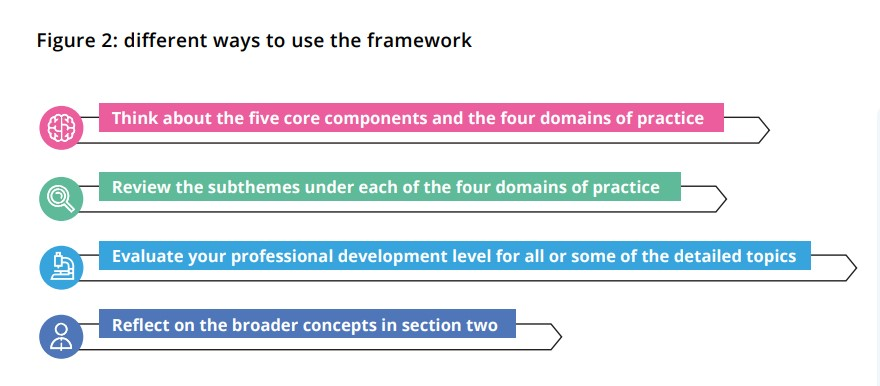 Figure 2: different ways to use the framework
Think about the five core components and the four domains of practice
Review the subthemes under each of the four domains of practice
Evaluate your professional development level for all or some of the detailed topics
Reflect on the broader concepts in section two